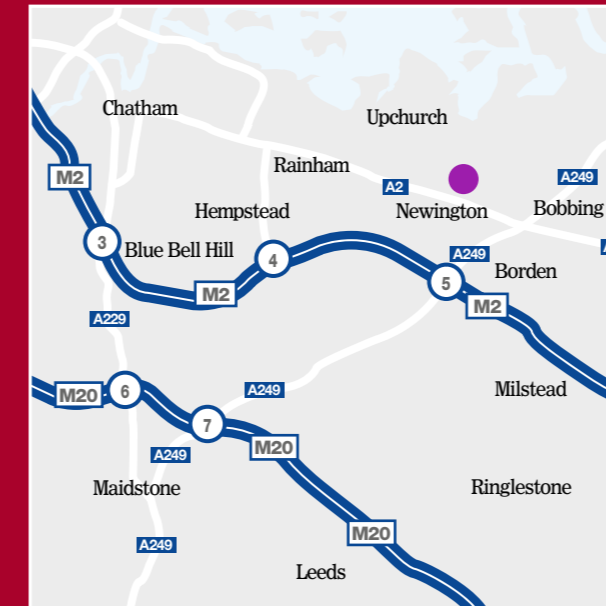 Chatham
Upchurch
Rainham
M2
A249
A2
Hempstead
Newington
Bobbing
3
Blue Bell Hill
4
A249
Borden
5
M2
M2
A229
Milstead
6
M20
A249
7
M20
A249
Maidstone
Ringlestone
M20
A249
Leeds